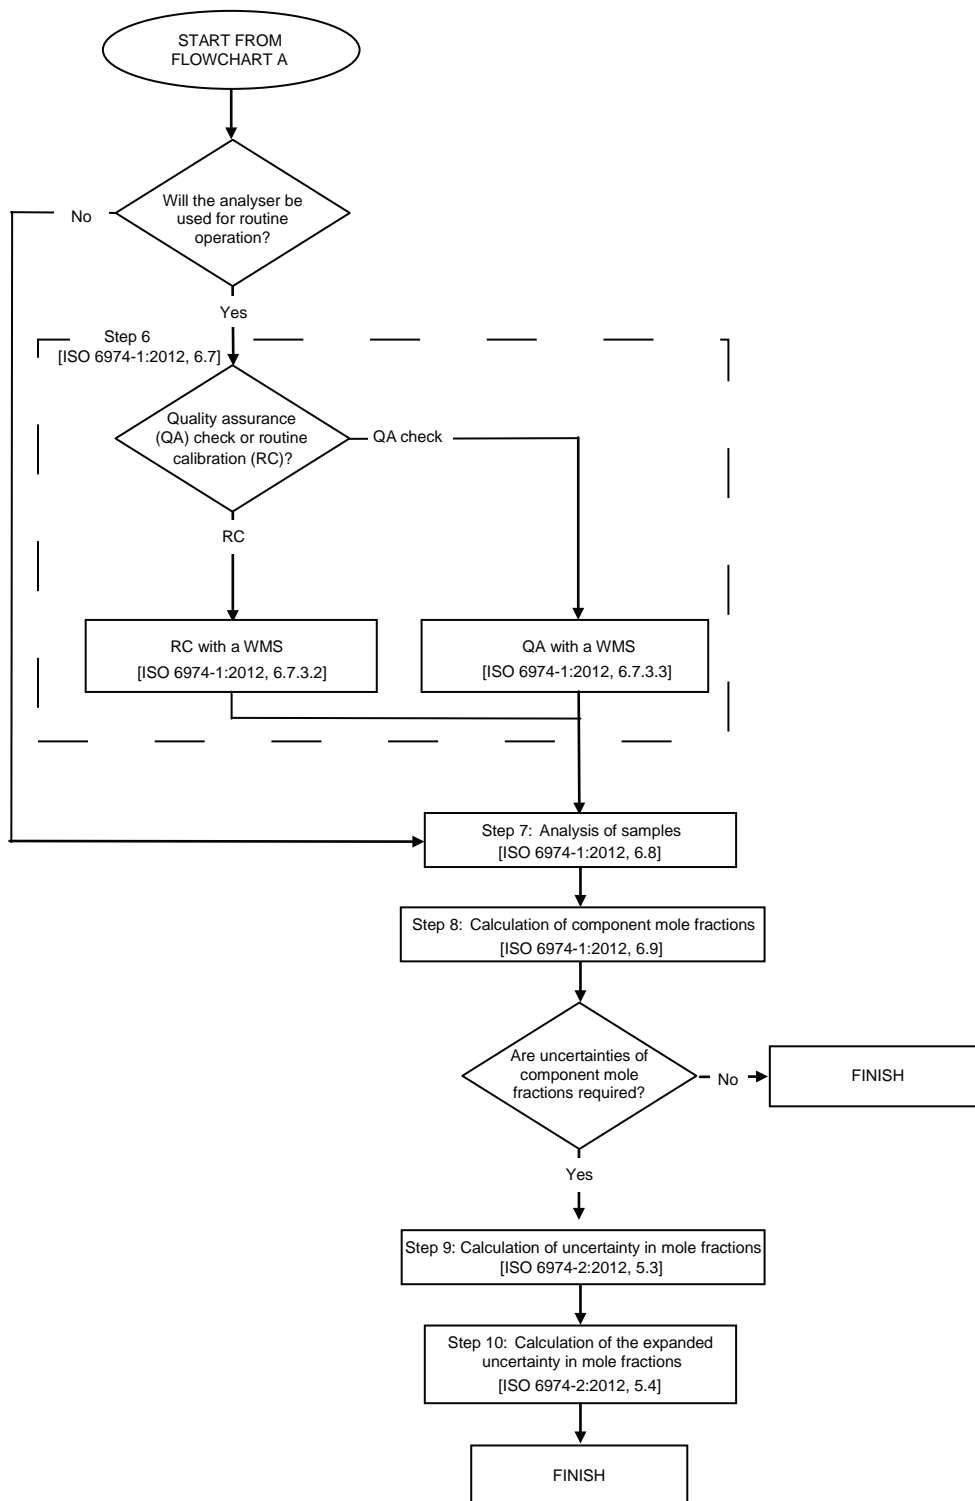 START FROM
FLOWCHART A
Will the analyser be
used for routine
operation?
No
Yes
Step 6
[ISO 6974-1:2012, 6.7]
Quality assurance
(QA) check or routine
calibration (RC)?
QA check
RC
RC with a WMS
[ISO 6974-1:2012, 6.7.3.2]
QA with a WMS
[ISO 6974-1:2012, 6.7.3.3]
Step 7: Analysis of samples
[ISO 6974-1:2012, 6.8]
Step 8: Calculation of component mole fractions
[ISO 6974-1:2012, 6.9]
Are uncertainties of
component mole
fractions required?
No
FINISH
Yes
Step 9: Calculation of uncertainty in mole fractions
[ISO 6974-2:2012, 5.3]
Step 10: Calculation of the expanded
uncertainty in mole fractions
[ISO 6974-2:2012, 5.4]
FINISH